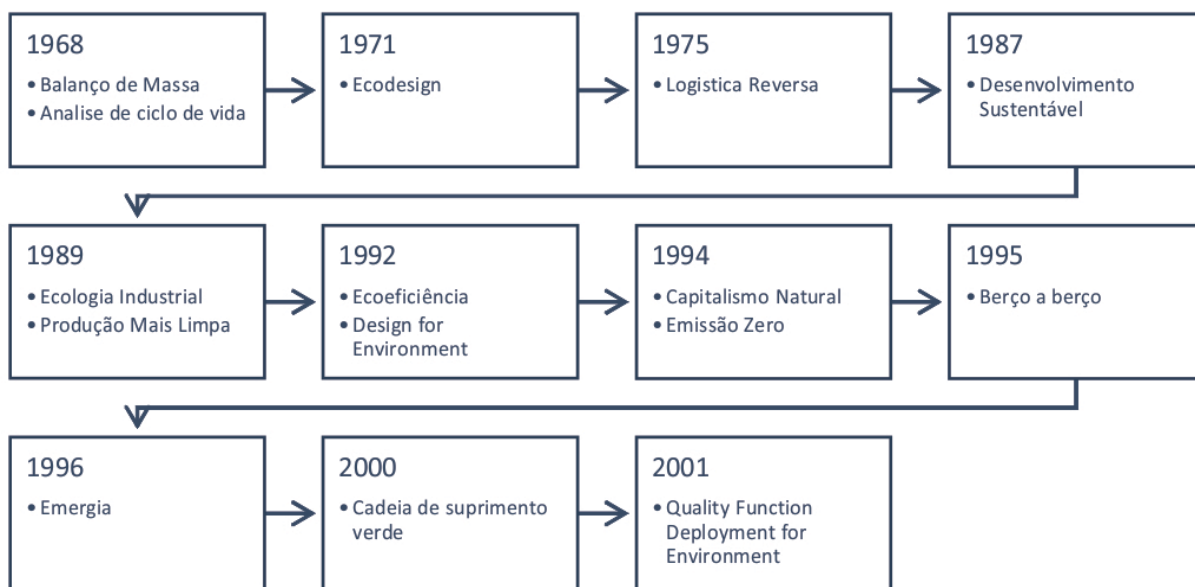 1968
• Balanço de Massa
• Analise de ciclo de vida
1971
• Ecodesign
1975
• Logistica Reversa
1987
• Desenvolvimento
Sustentável
1989
• Ecologia Industrial
• Produção Mais Limpa
1992
• Ecoeficiência
• Design for
Environment
1994
• Capitalismo Natural
• Emissão Zero
1995
• Berço a berço
1996
• Emergia
2000
• Cadeia de suprimento
verde
2001
• Quality Function
Deployment for
Environment